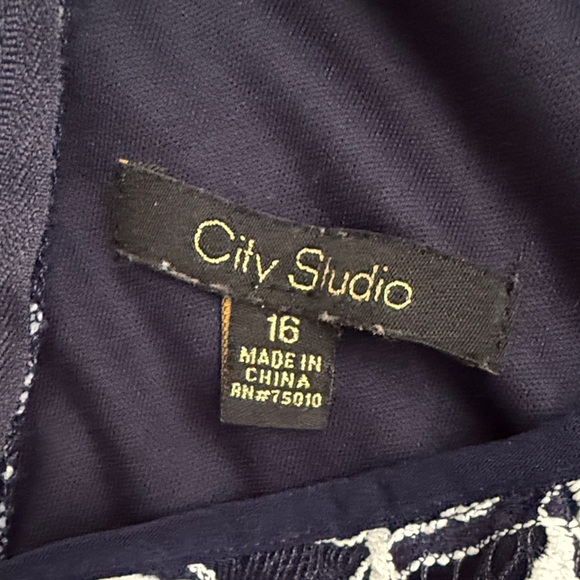 City Studio
16
MADE IN
CHINA
RN#75010